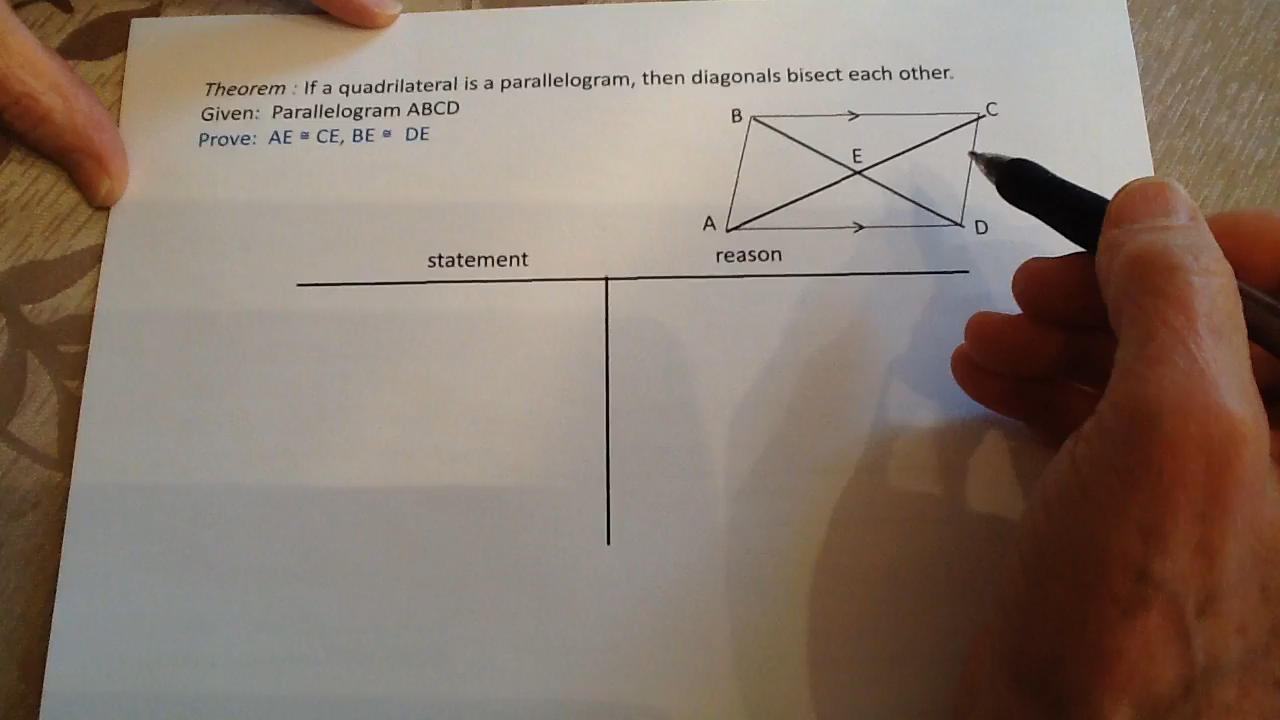 Theorem : If a quadrilateral is a parallelogram, then diagonals bisect each other.
Given: Parallelogram ABCD
Prove: AE ≅ CE, BE ≅ DE
B
C
E
A
D
statement
reason